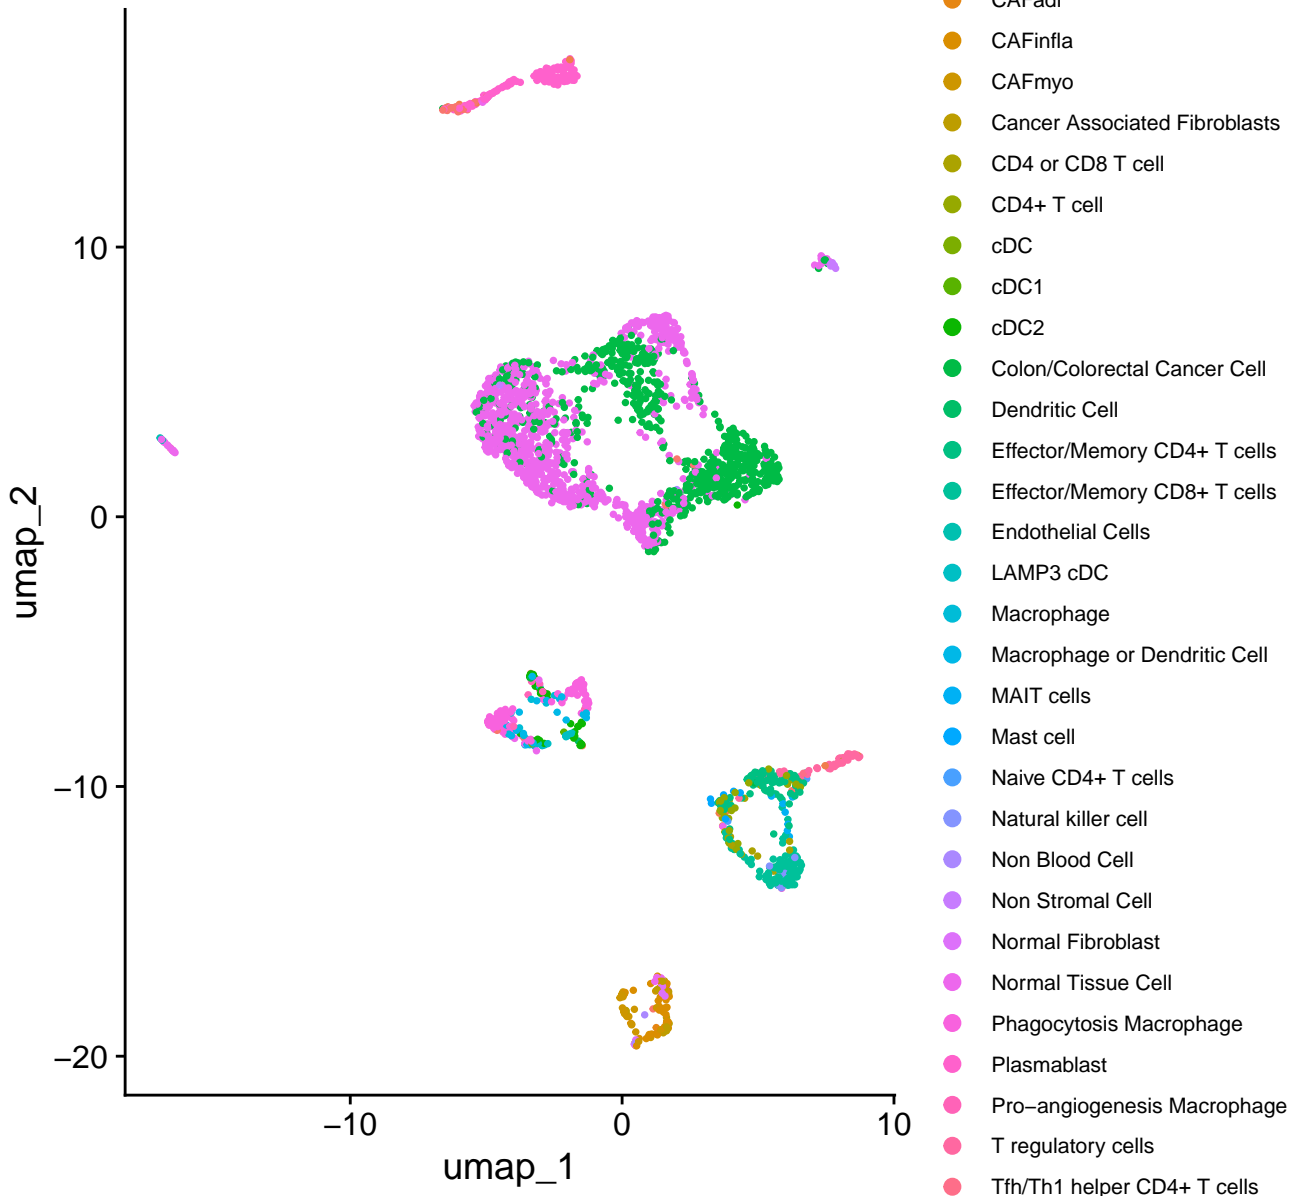 CAFadi
CAFinfla
CAFmyo
Cancer Associated Fibroblasts
CD4 or CD8 T cell
CD4+ T cell
cDC
cDC1
cDC2
Colon/Colorectal Cancer Cell
Dendritic Cell
Effector/Memory CD4+ T cells
Effector/Memory CD8+ T cells
Endothelial Cells
LAMP3 cDC
Macrophage
Macrophage or Dendritic Cell
MAIT cells
Mast cell
Naive CD4+ T cells
Natural killer cell
Non Blood Cell
Non Stromal Cell
Normal Fibroblast
Normal Tissue Cell
Phagocytosis Macrophage
Plasmablast
Pro−angiogenesis Macrophage
T regulatory cells
Tfh/Th1 helper CD4+ T cells
10
0
−10
−20
umap_2
−10
0
10
umap_1